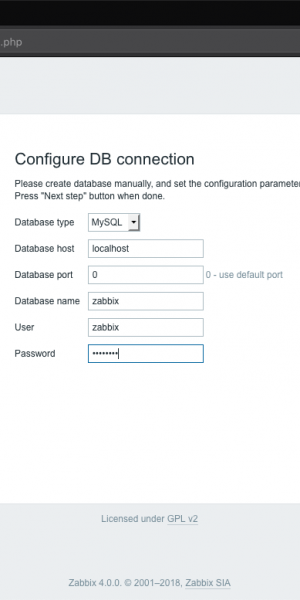 .php
Configure DB connection
Please create database manually, and set the configuration paramete
Press "Next step" button when done.
Database type MySQL
Database host localhost
Database port 0 0 - use default port
Database name zabbix
User zabbix
Password ••••••••
Licensed under GPL v2
Zabbix 4.0.0. © 2001–2018, Zabbix SIA